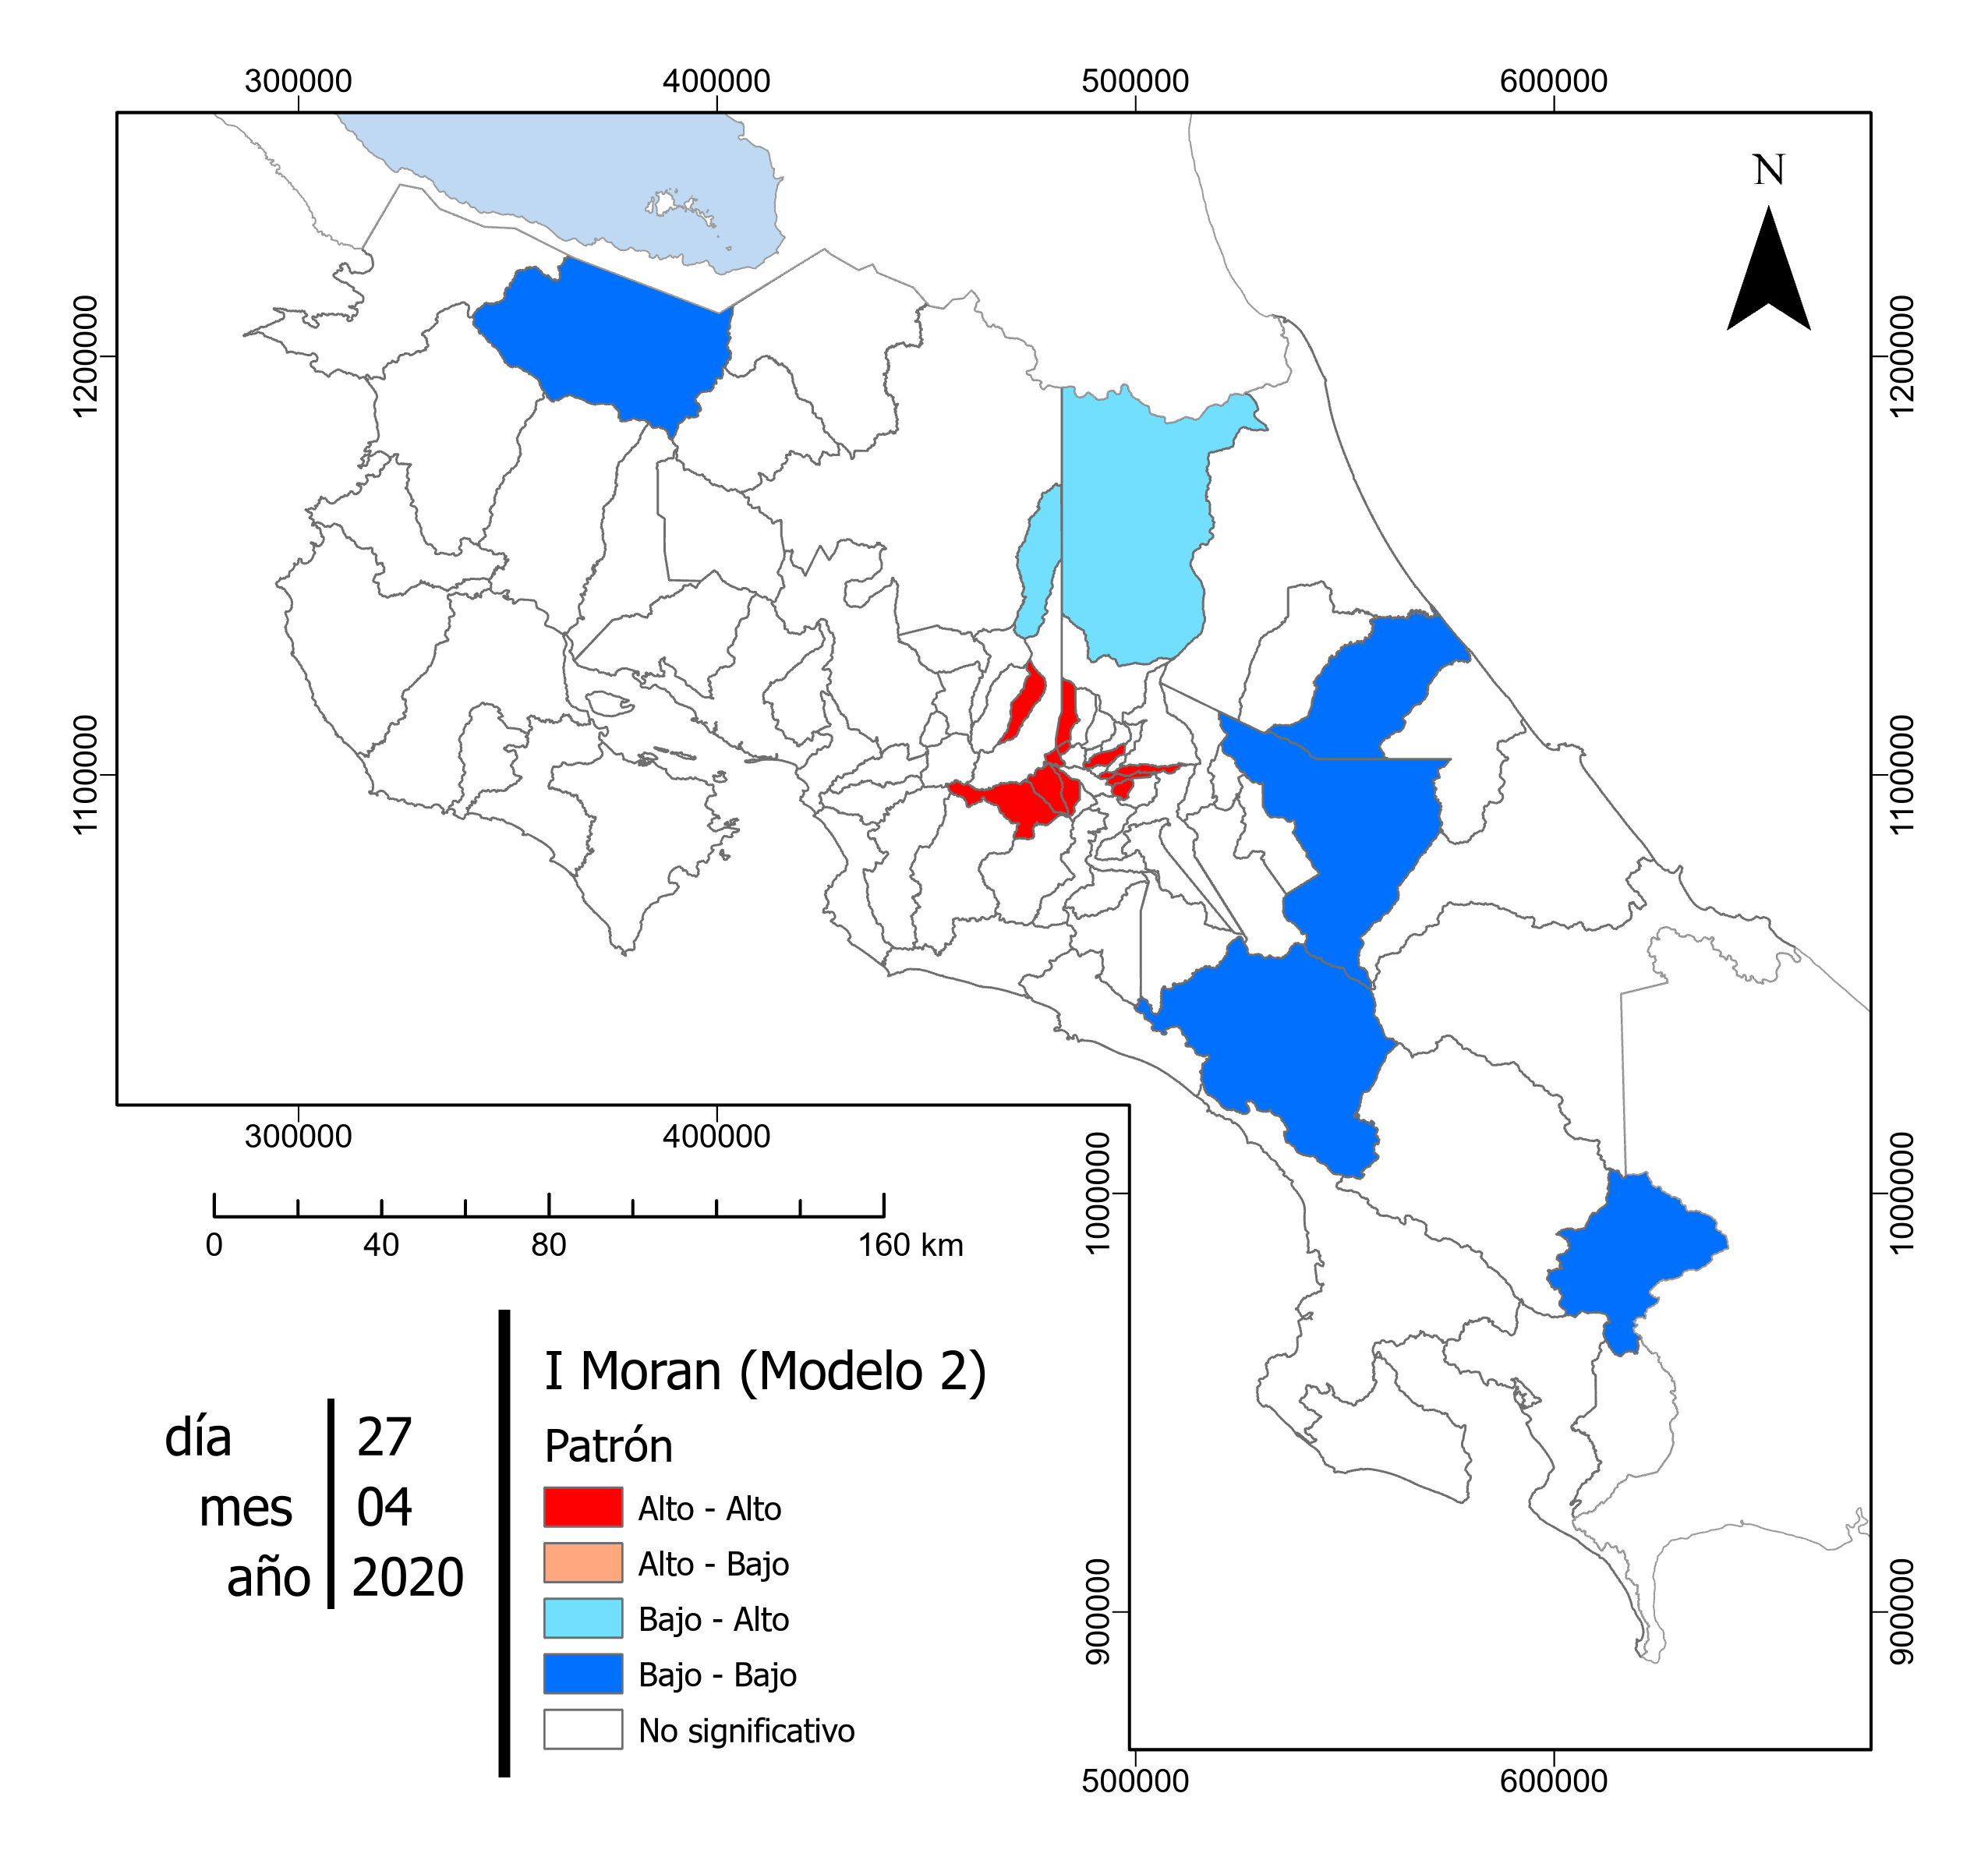 300000 400000 500000 600000
N
1200000 1200000
1100000 1100000
300000 400000
1000000 1000000
0 40 80 160 km
I Moran (Modelo 2)
día 27
mes 04
año 2020
Patrón
Alto - Alto
Alto - Bajo
Bajo - Alto
Bajo - Bajo
No significativo
900000 900000
500000 600000